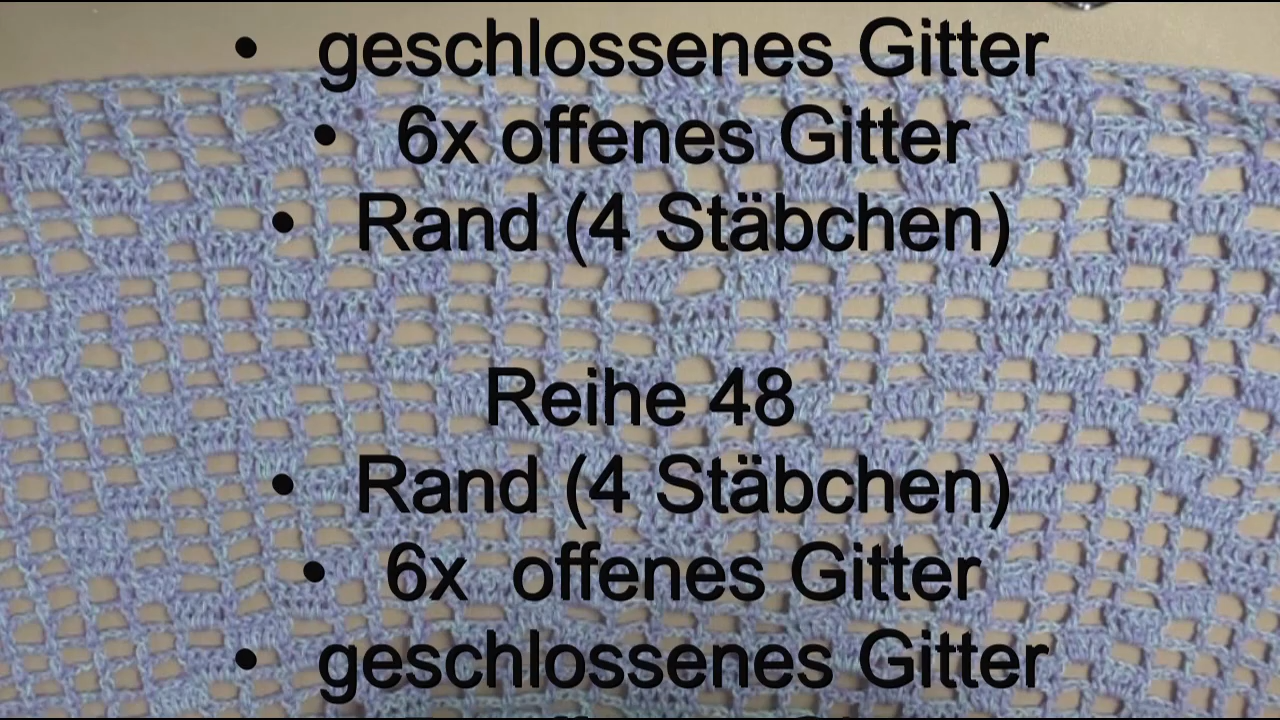 • geschlossenes Gitter
• 6x offenes Gitter
• Rand (4 Stäbchen)
Reihe 48
• Rand (4 Stäbchen)
• 6x offenes Gitter
• geschlossenes Gitter